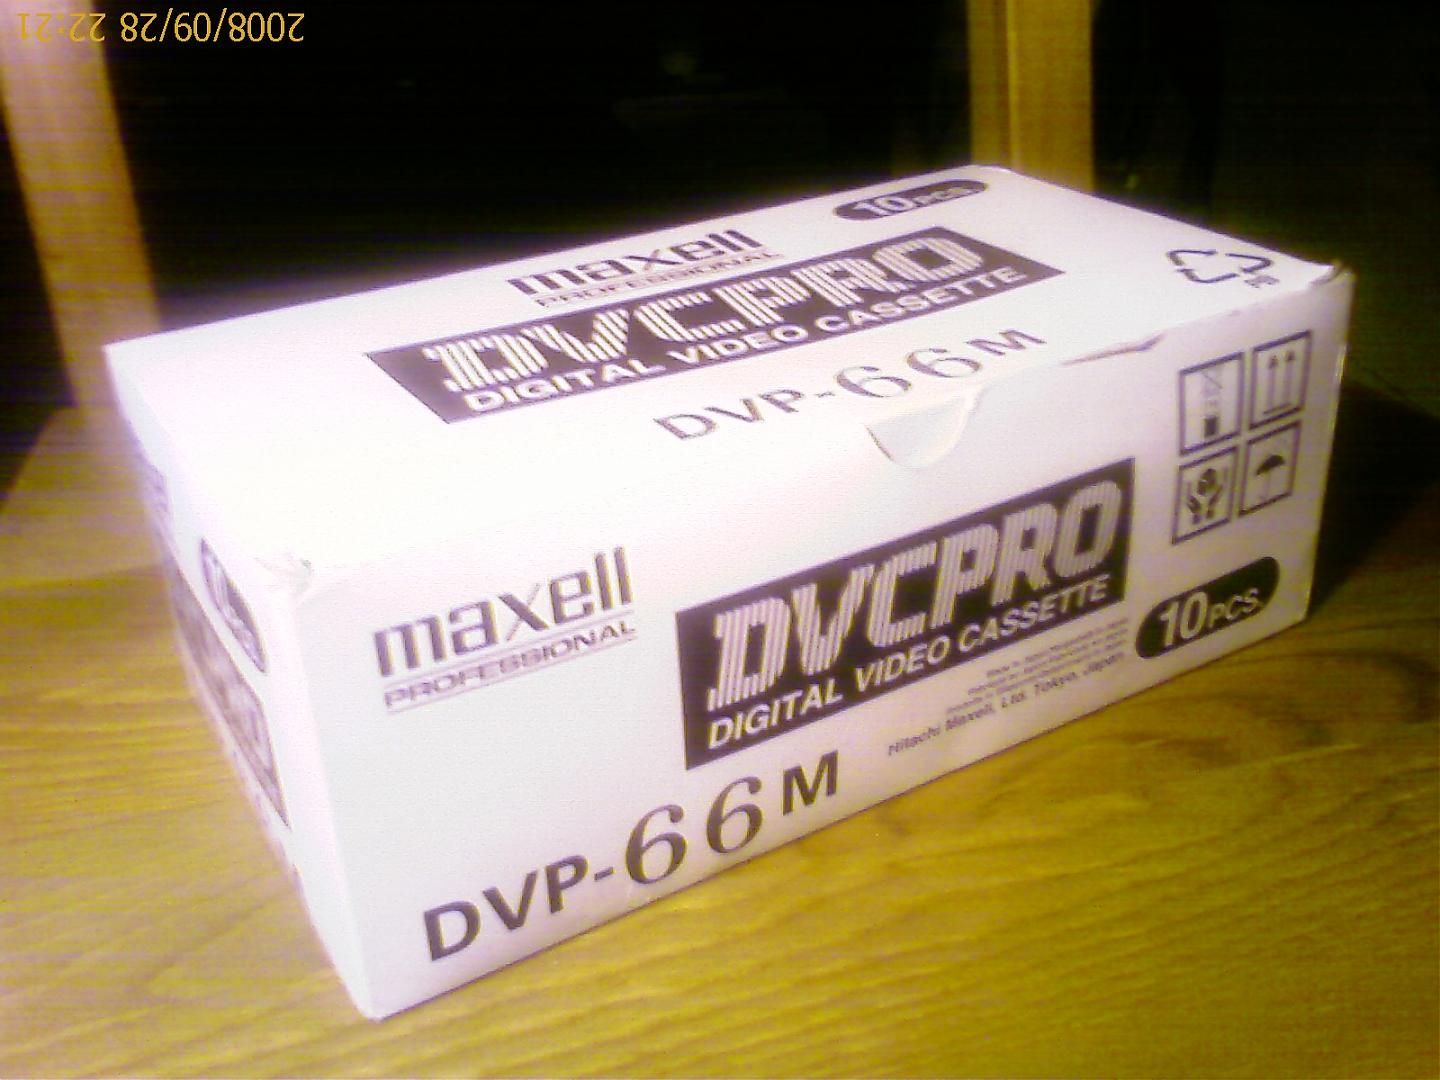 2008/09/28 22:21
10PCS.
maxell
PROFESSIONAL
DVCPRO
DIGITAL VIDEO CASSETTE
DVP-66M
maxell
PROFESSIONAL
DVCPRO
DIGITAL VIDEO CASSETTE
Hitachi Maxell, Ltd. Tokyo, Japan
10PCS.
DVP-66M